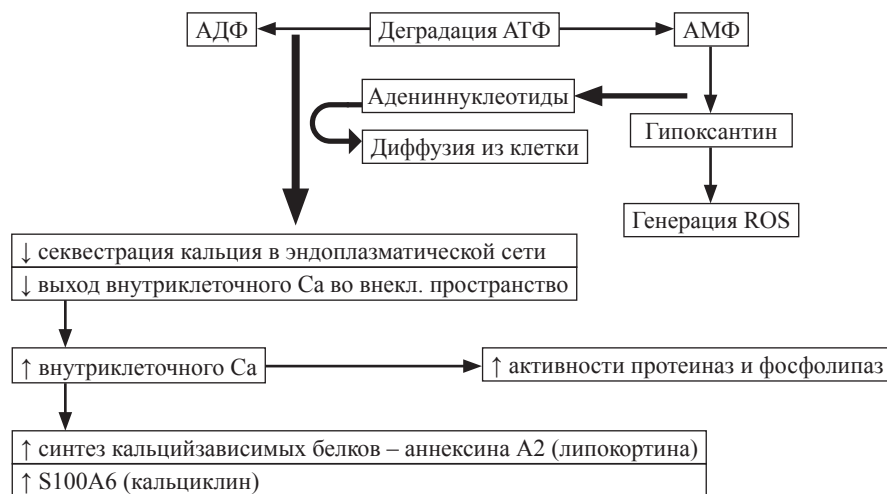 АДФ
Деградация АТФ
АМФ
Адениннуклеотиды
Гипоксантин
Диффузия из клетки
Генерация ROS
↓ секвестрация кальция в эндоплазматической сети
↓ выход внутриклеточного Са во внекл. пространство
↑ внутриклеточного Са
↑ активности протеиназ и фосфолипаз
↑ синтез кальцийзависимых белков – аннексина А2 (липокортина)
↑ S100A6 (кальциклин)